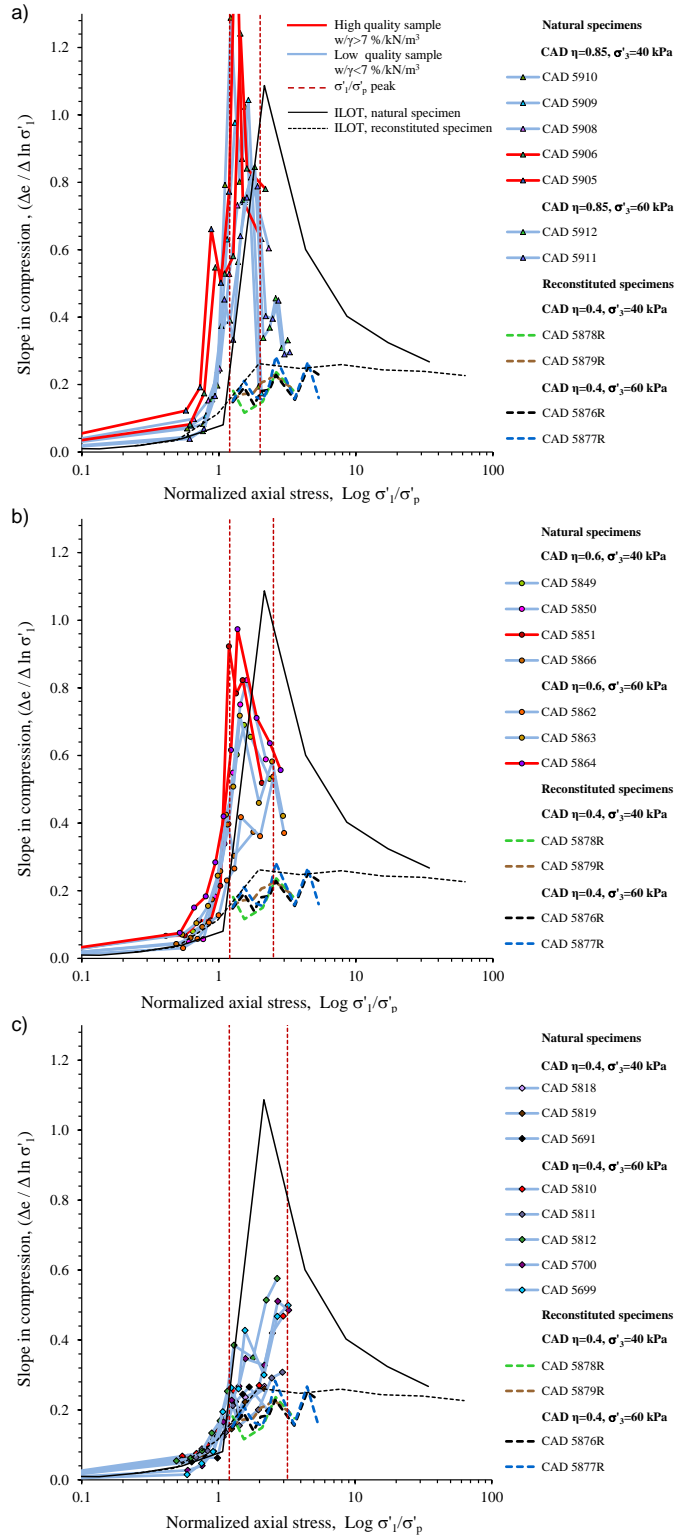 a)
1.2
1.0
0.8
0.6
0.4
0.2
0.0
0.1
1
10
100
Slope in compression , (Δe / Δ ln σ'1)
Normalized axial stress, Log σ'1/σ'p
High quality sample
w/γ>7 %/kN/m³
Low quality sample
w/γ<7 %/kN/m³
σ'1/σ'p peak
ILOT, natural specimen
ILOT, reconstituted specimen
Natural specimens
CAD η=0.85, σ'3=40 kPa
CAD 5910
CAD 5909
CAD 5908
CAD 5906
CAD 5905
CAD η=0.85, σ'3=60 kPa
CAD 5912
CAD 5911
Reconstituted specimens
CAD η=0.4, σ'3=40 kPa
CAD 5878R
CAD 5879R
CAD η=0.4, σ'3=60 kPa
CAD 5876R
CAD 5877R
b)
1.2
1.0
0.8
0.6
0.4
0.2
0.0
0.1
1
10
100
Slope in compression, (Δe / Δ ln σ'1)
Normalized axial stress, Log σ'1/σ'p
Natural specimens
CAD η=0.6, σ'3=40 kPa
CAD 5849
CAD 5850
CAD 5851
CAD 5866
CAD η=0.6, σ'3=60 kPa
CAD 5862
CAD 5863
CAD 5864
Reconstituted specimens
CAD η=0.4, σ'3=40 kPa
CAD 5878R
CAD 5879R
CAD η=0.4, σ'3=60 kPa
CAD 5876R
CAD 5877R
c)
1.2
1.0
0.8
0.6
0.4
0.2
0.0
0.1
1
10
100
Slope in compression, (Δe / Δ ln σ'1)
Normalized axial stress, Log σ'1/σ'p
Natural specimens
CAD η=0.4, σ'3=40 kPa
CAD 5818
CAD 5819
CAD 5691
CAD η=0.4, σ'3=60 kPa
CAD 5810
CAD 5811
CAD 5812
CAD 5700
CAD 5699
Reconstituted specimens
CAD η=0.4, σ'3=40 kPa
CAD 5878R
CAD 5879R
CAD η=0.4, σ'3=60 kPa
CAD 5876R
CAD 5877R